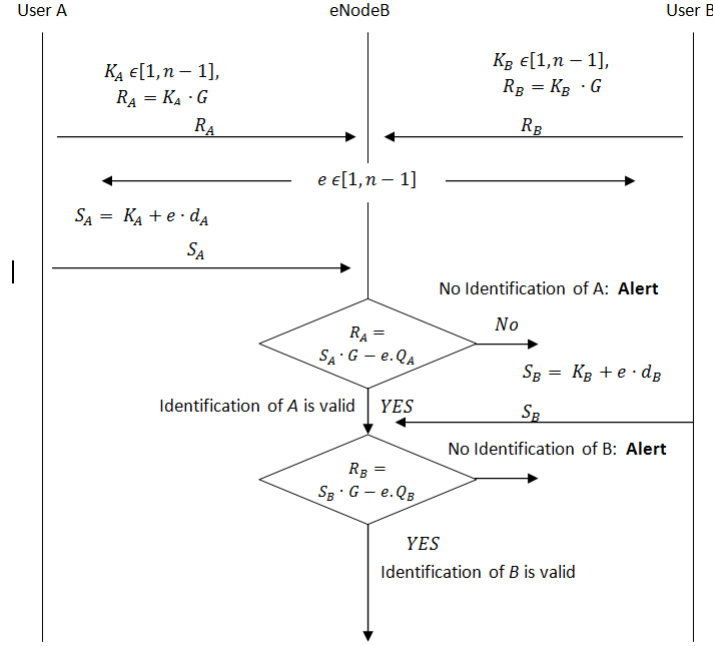 User A
eNodeB
User B
K_A ϵ[1, n − 1],
R_A = K_A · G
R_A
K_B ϵ[1, n − 1],
R_B = K_B · G
R_B
e ϵ[1, n − 1]
S_A = K_A + e · d_A
S_A
No Identification of A: Alert
R_A =
S_A · G − e.Q_A
No
S_B = K_B + e · d_B
Identification of A is valid
YES
S_B
No Identification of B: Alert
R_B =
S_B · G − e.Q_B
YES
Identification of B is valid